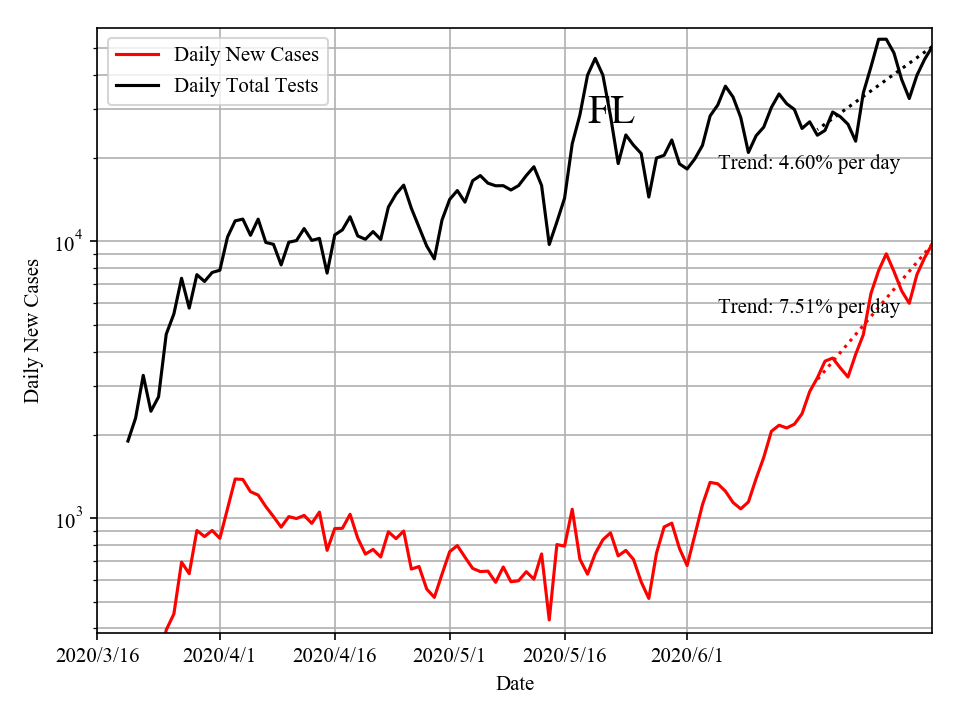 Daily New Cases
Daily Total Tests
FL
Trend: 4.60% per day
Trend: 7.51% per day
10^4
10^3
Daily New Cases
2020/3/16 2020/4/1 2020/4/16 2020/5/1 2020/5/16 2020/6/1
Date